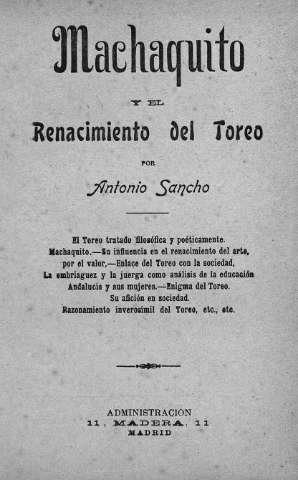 Machaquito
Y EL
Renacimiento del Toreo
POR
Antonio Sancho
El Toreo tratado filosófica y poéticamente.
Machaquito.—Su influencia en el renacimiento del arte,
por el valor,—Enlace del Toreo con la sociedad,
La embriaguez y la juerga como análisis de la educación
Andalucía y sus mujeres.—Enigma del Toreo.
Su afición en sociedad.
Razonamiento inverosímil del Toreo, etc., etc.
ADMINISTRACIÓN
11, MADERA, 11
MADRID